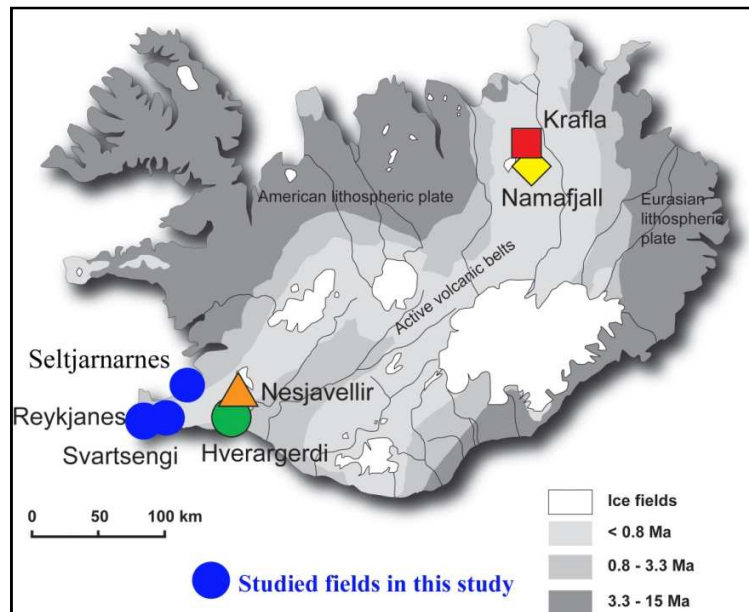 Krafla
Namafjall
American lithospheric plate
Eurasian
lithospheric
plate
Active volcanic belts
Seltjarnarnes
Nesjavellir
Reykjanes
Svartsengi
Hverargerdi
0 50 100 km
Ice fields
< 0.8 Ma
0.8 - 3.3 Ma
3.3 - 15 Ma
Studied fields in this study